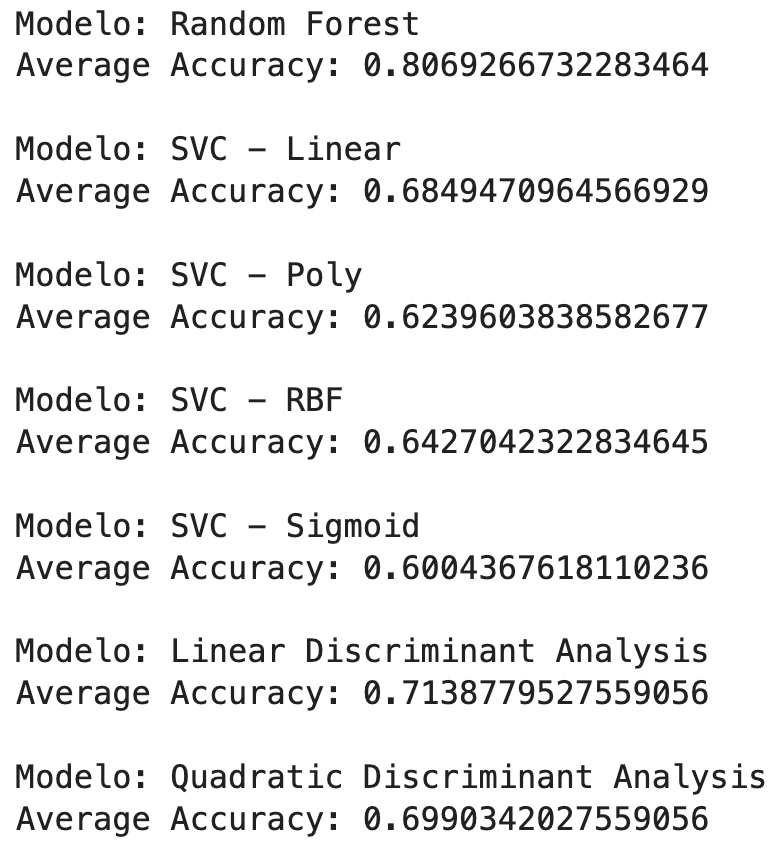 Modelo: Random Forest
Average Accuracy: 0.8069266732283464
Modelo: SVC - Linear
Average Accuracy: 0.6849470964566929
Modelo: SVC - Poly
Average Accuracy: 0.6239603838582677
Modelo: SVC - RBF
Average Accuracy: 0.6427042322834645
Modelo: SVC - Sigmoid
Average Accuracy: 0.6004367618110236
Modelo: Linear Discriminant Analysis
Average Accuracy: 0.7138779527559056
Modelo: Quadratic Discriminant Analysis
Average Accuracy: 0.6990342027559056